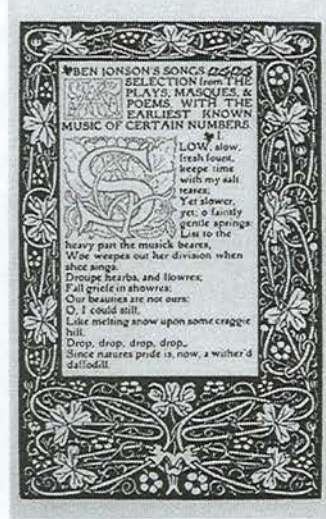 BEN JONSON'S SONGS
SELECTION from THE
PLAYS, MASQUES, &
POEMS, WITH THE
EARLIEST KNOWN
MUSIC OF CERTAIN NUMBERS
I.
SLOW, slow,
fresh fount,
keepe time
with my salt
teares;
Yet slower,
yet; o faintly
gentle springs:
List to the
heavy part the musick beares,
Woe weepes out her division when
shee sings.
Droupe hearbs, and flowres;
Fall griefe in showres;
Our beauties are not ours:
O, I could still,
Like melting snow upon some craggie
hill,
Drop, drop, drop, drop,
Since natures pride is, now, a wither'd
daffodill.